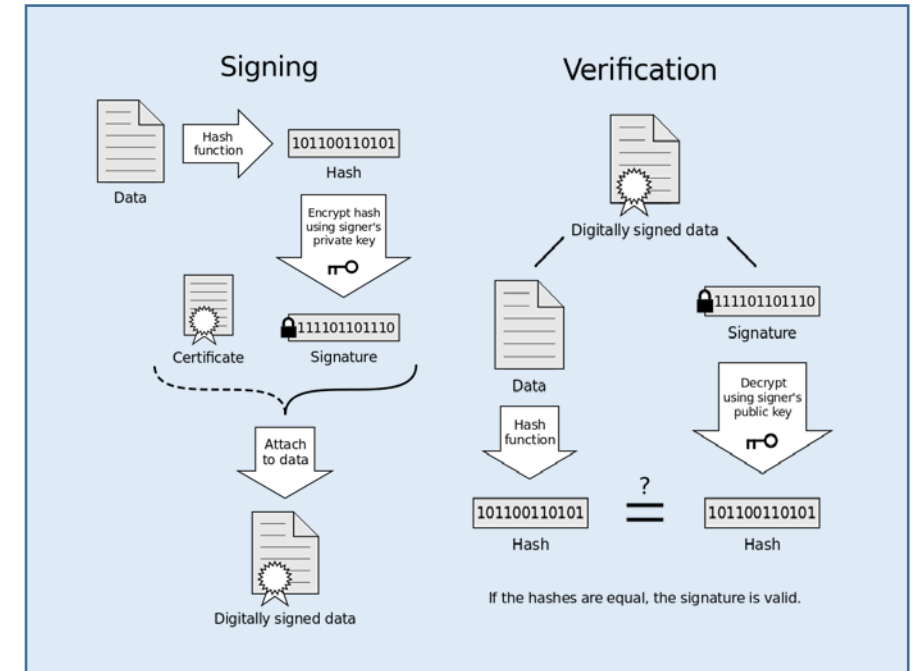 Signing
Hash
function
101100110101
Hash
Data
Encrypt hash
using signer's
private key
111101101110
Certificate
Signature
Attach
to data
Digitally signed data
Verification
Digitally signed data
111101101110
Signature
Data
Decrypt
using signer's
public key
Hash
function
?
101100110101
101100110101
Hash
Hash
If the hashes are equal, the signature is valid.